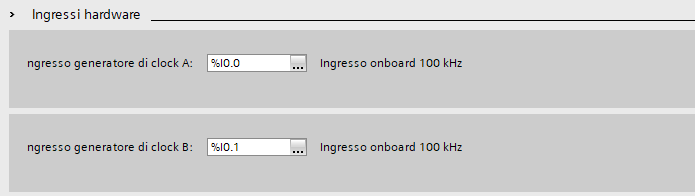 Ingressi hardware
ngresso generatore di clock A: %I0.0 ... Ingresso onboard 100 kHz
ngresso generatore di clock B: %I0.1 ... Ingresso onboard 100 kHz